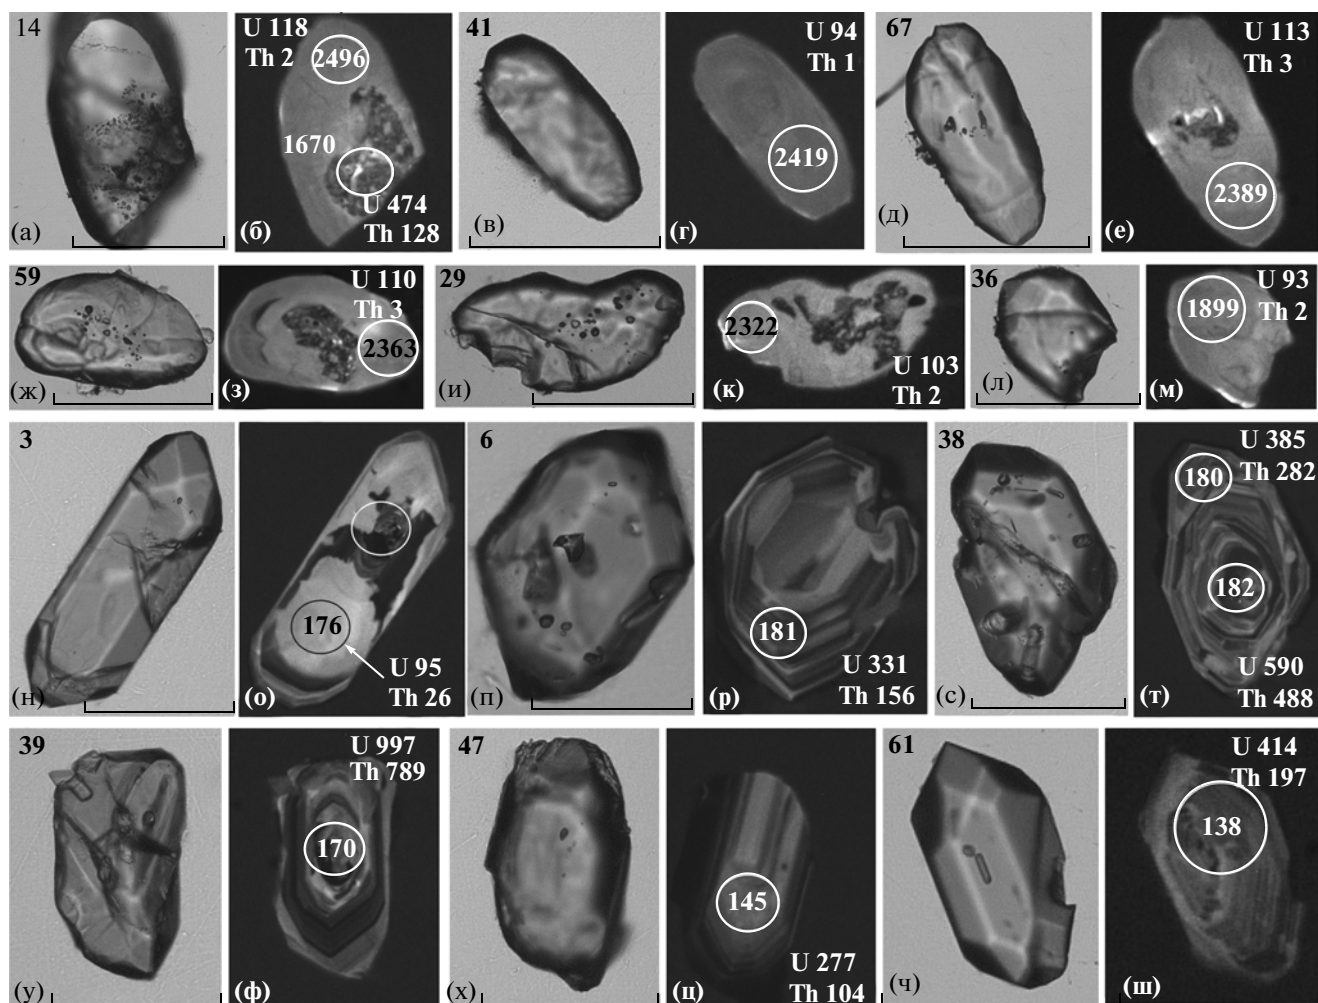 14
U 118
Th 2
2496
1670
U 474
Th 128
(а)
(б)
41
(в)
U 94
Th 1
2419
(г)
67
(д)
U 113
Th 3
2389
(е)
59
(ж)
U 110
Th 3
2363
(з)
29
(и)
2322
U 103
Th 2
(к)
36
(л)
U 93
Th 2
1899
(м)
3
(н)
176
U 95
Th 26
(о)
6
(п)
181
U 331
Th 156
(р)
38
(с)
U 385
Th 282
180
182
U 590
Th 488
(т)
39
(у)
U 997
Th 789
170
(ф)
47
(х)
145
U 277
Th 104
(ц)
61
(ч)
U 414
Th 197
138
(ш)